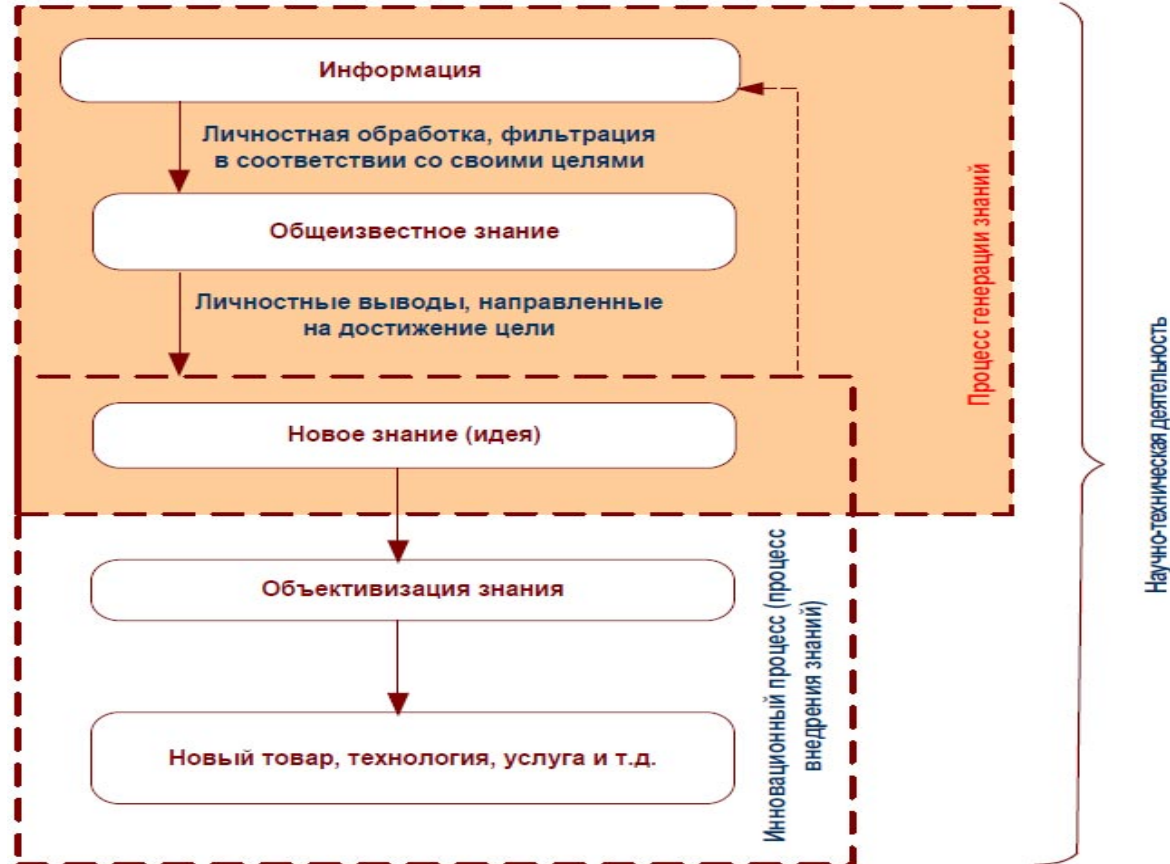 Информация
Личностная обработка, фильтрация
в соответствии со своими целями
Общеизвестное знание
Личностные выводы, направленные
на достижение цели
Новое знание (идея)
Объективизация знания
Новый товар, технология, услуга и т.д.
Инновационный процесс (процесс
внедрения знаний)
Процесс генерации знаний
Научно-техническая деятельность